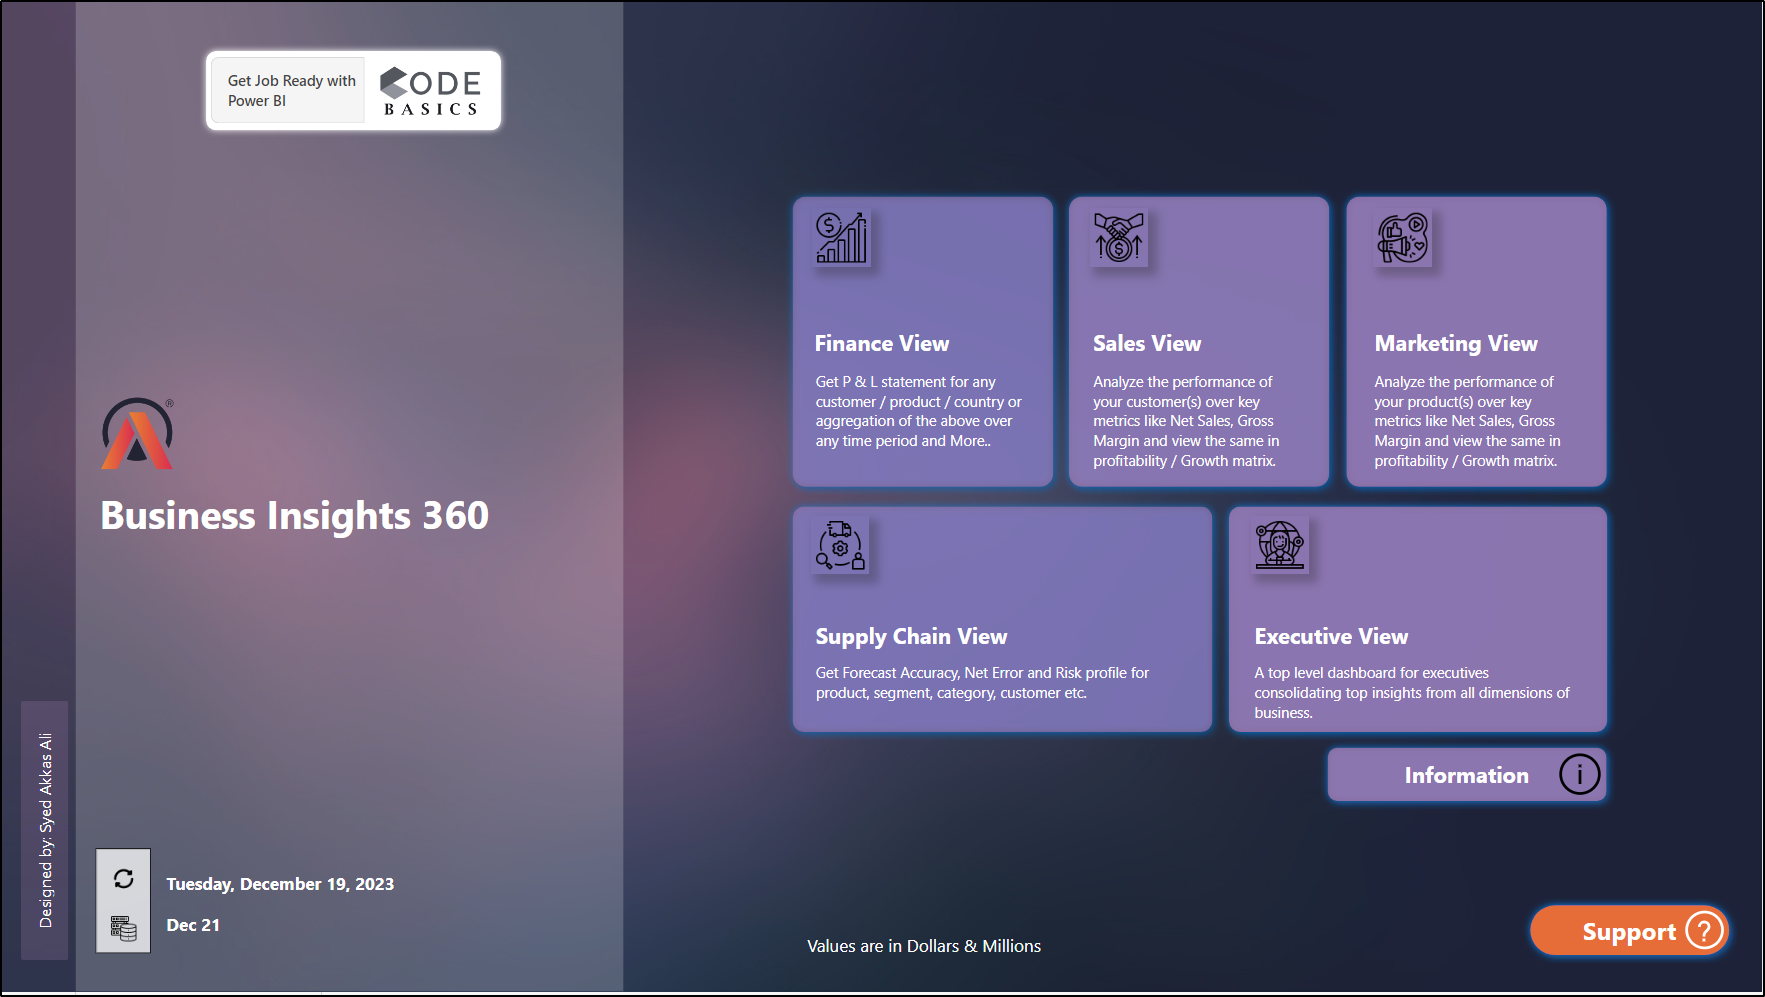 Get Job Ready with
Power BI
CODE
BASICS
®
Business Insights 360
Designed by: Syed Akkas Ali
Tuesday, December 19, 2023
Dec 21
Finance View
Get P & L statement for any
customer / product / country or
aggregation of the above over
any time period and More..
Sales View
Analyze the performance of
your customer(s) over key
metrics like Net Sales, Gross
Margin and view the same in
profitability / Growth matrix.
Marketing View
Analyze the performance of
your product(s) over key
metrics like Net Sales, Gross
Margin and view the same in
profitability / Growth matrix.
Supply Chain View
Get Forecast Accuracy, Net Error and Risk profile for
product, segment, category, customer etc.
Executive View
A top level dashboard for executives
consolidating top insights from all dimensions of
business.
Information
Values are in Dollars & Millions
Support